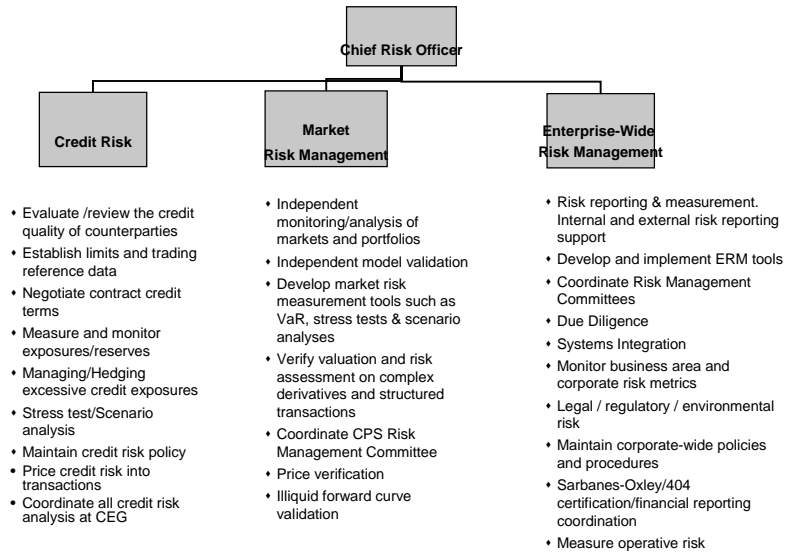 Chief Risk Officer
Credit Risk
Market
Risk Management
Enterprise-Wide
Risk Management
• Evaluate /review the credit
quality of counterparties
• Establish limits and trading
reference data
• Negotiate contract credit
terms
• Measure and monitor
exposures/reserves
• Managing/Hedging
excessive credit exposures
• Stress test/Scenario
analysis
• Maintain credit risk policy
• Price credit risk into
transactions
• Coordinate all credit risk
analysis at CEG
• Independent
monitoring/analysis of
markets and portfolios
• Independent model validation
• Develop market risk
measurement tools such as
VaR, stress tests & scenario
analyses
• Verify valuation and risk
assessment on complex
derivatives and structured
transactions
• Coordinate CPS Risk
Management Committee
• Price verification
• Illiquid forward curve
validation
• Risk reporting & measurement.
Internal and external risk reporting
support
• Develop and implement ERM tools
• Coordinate Risk Management
Committees
• Due Diligence
• Systems Integration
• Monitor business area and
corporate risk metrics
• Legal / regulatory / environmental
risk
• Maintain corporate-wide policies
and procedures
• Sarbanes-Oxley/404
certification/financial reporting
coordination
• Measure operative risk